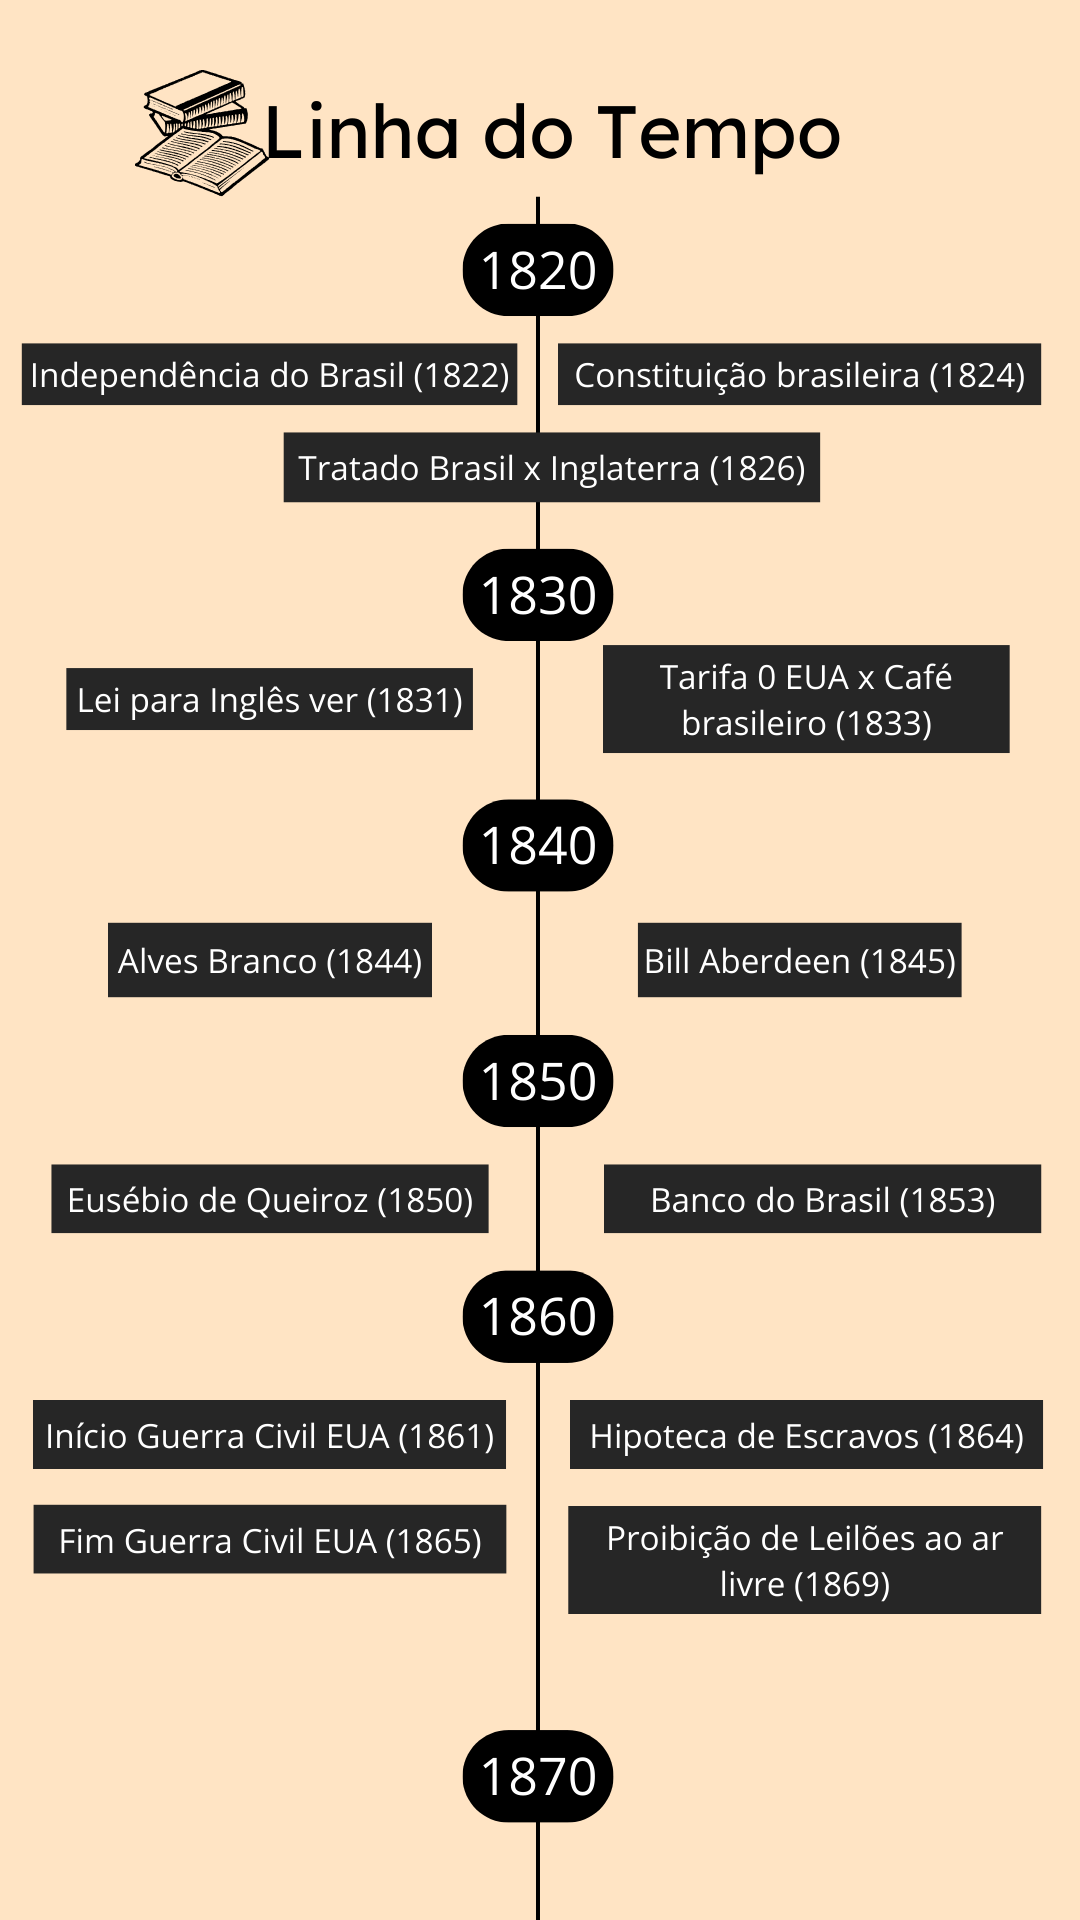 Linha do Tempo
1820
Independência do Brasil (1822)
Constituição brasileira (1824)
Tratado Brasil x Inglaterra (1826)
1830
Lei para Inglês ver (1831)
Tarifa 0 EUA x Café
brasileiro (1833)
1840
Alves Branco (1844)
Bill Aberdeen (1845)
1850
Eusébio de Queiroz (1850)
Banco do Brasil (1853)
1860
Início Guerra Civil EUA (1861)
Hipoteca de Escravos (1864)
Fim Guerra Civil EUA (1865)
Proibição de Leilões ao ar
livre (1869)
1870